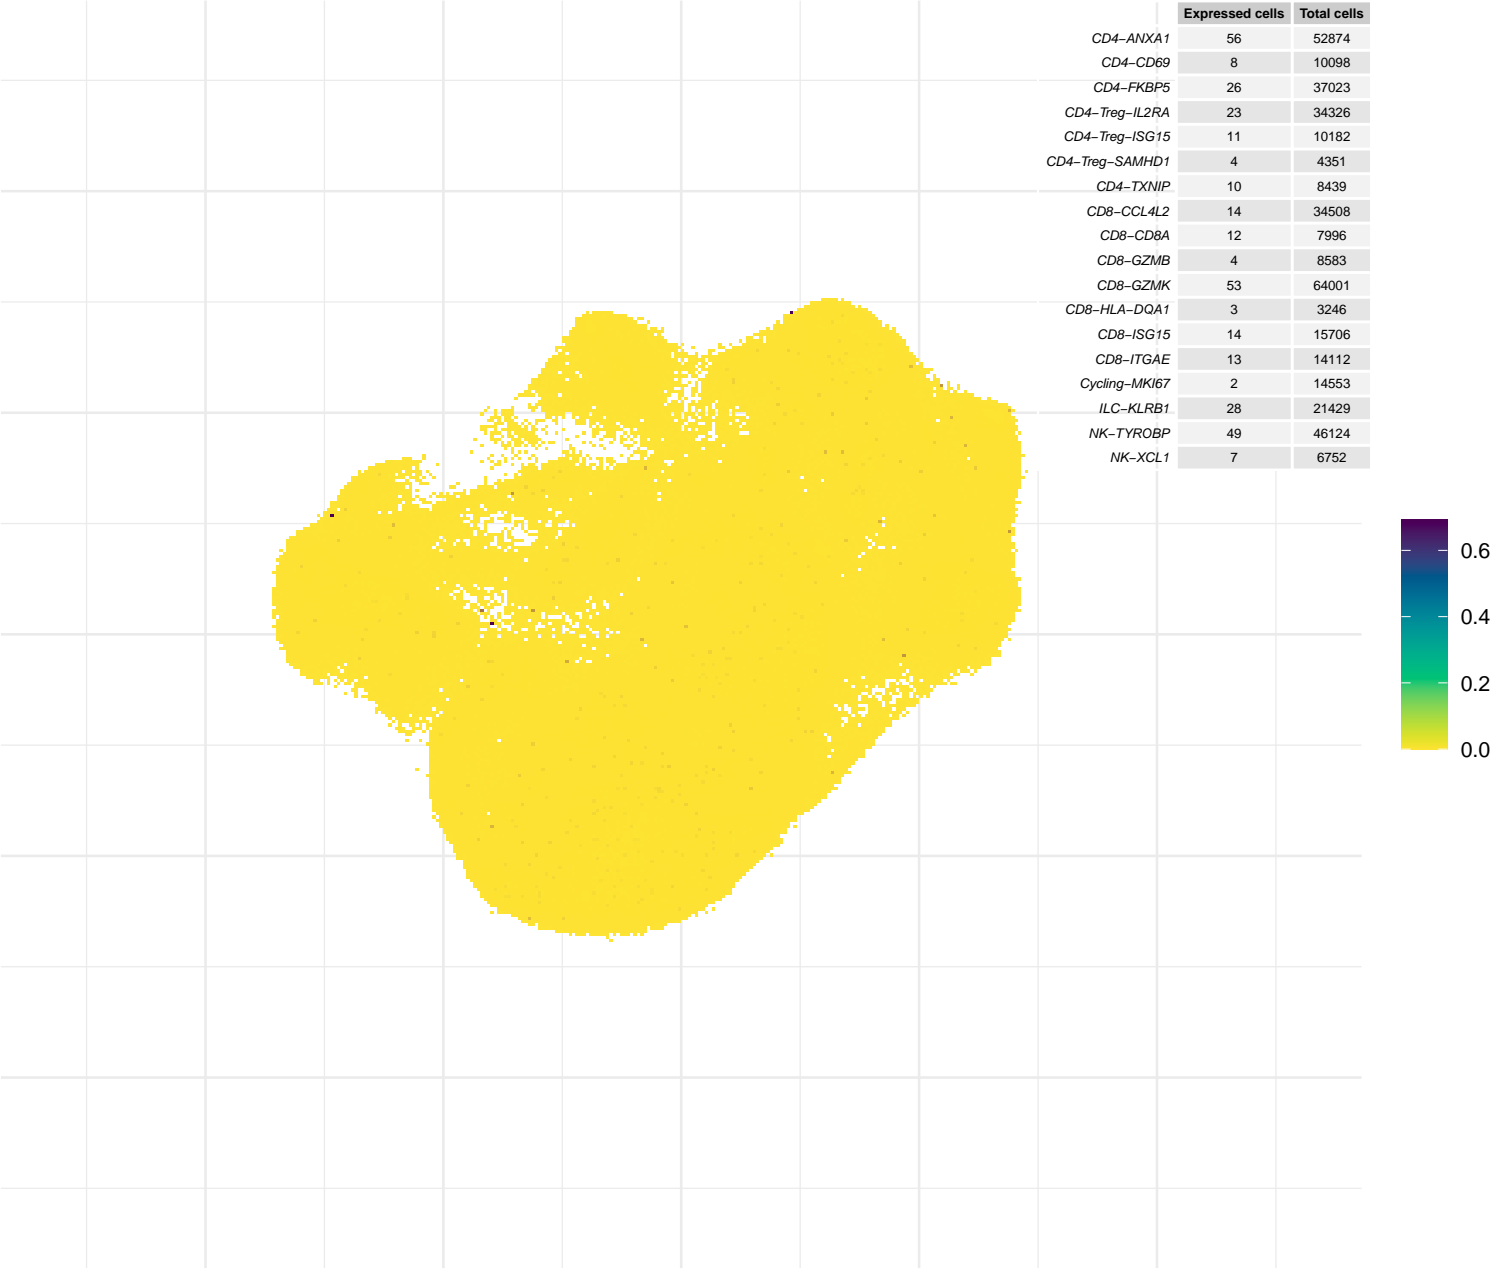 Expressed cells Total cells
CD4−ANXA1 56 52874
CD4−CD69 8 10098
CD4−FKBP5 26 37023
CD4−Treg−IL2RA 23 34326
CD4−Treg−ISG15 11 10182
CD4−Treg−SAMHD1 4 4351
CD4−TXNIP 10 8439
CD8−CCL4L2 14 34508
CD8−CD8A 12 7996
CD8−GZMB 4 8583
CD8−GZMK 53 64001
CD8−HLA−DQA1 3 3246
CD8−ISG15 14 15706
CD8−ITGAE 13 14112
Cycling−MKI67 2 14553
ILC−KLRB1 28 21429
NK−TYROBP 49 46124
NK−XCL1 7 6752
0.6
0.4
0.2
0.0